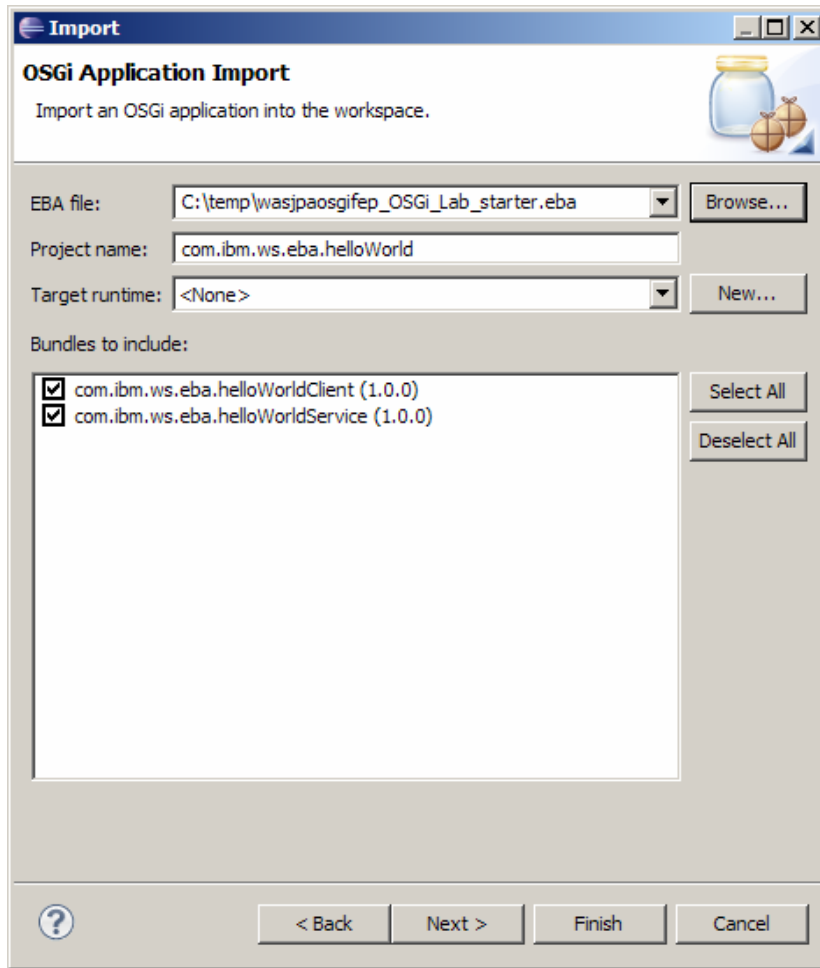 Import
OSGi Application Import
Import an OSGi application into the workspace.
EBA file: C:\temp\wasjpaosgifep_OSGi_Lab_starter.eba Browse...
Project name: com.ibm.ws.eba.helloWorld
Target runtime: <None> New...
Bundles to include:
com.ibm.ws.eba.helloWorldClient (1.0.0) Select All
com.ibm.ws.eba.helloWorldService (1.0.0)
Deselect All
? < Back Next > Finish Cancel